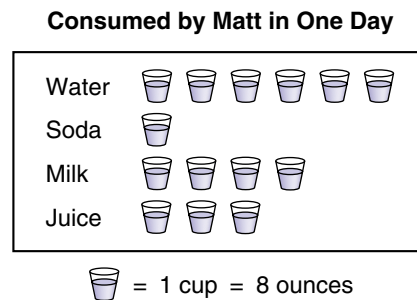 Consumed by Matt in One Day
Water
Soda
Milk
Juice
= 1 cup = 8 ounces